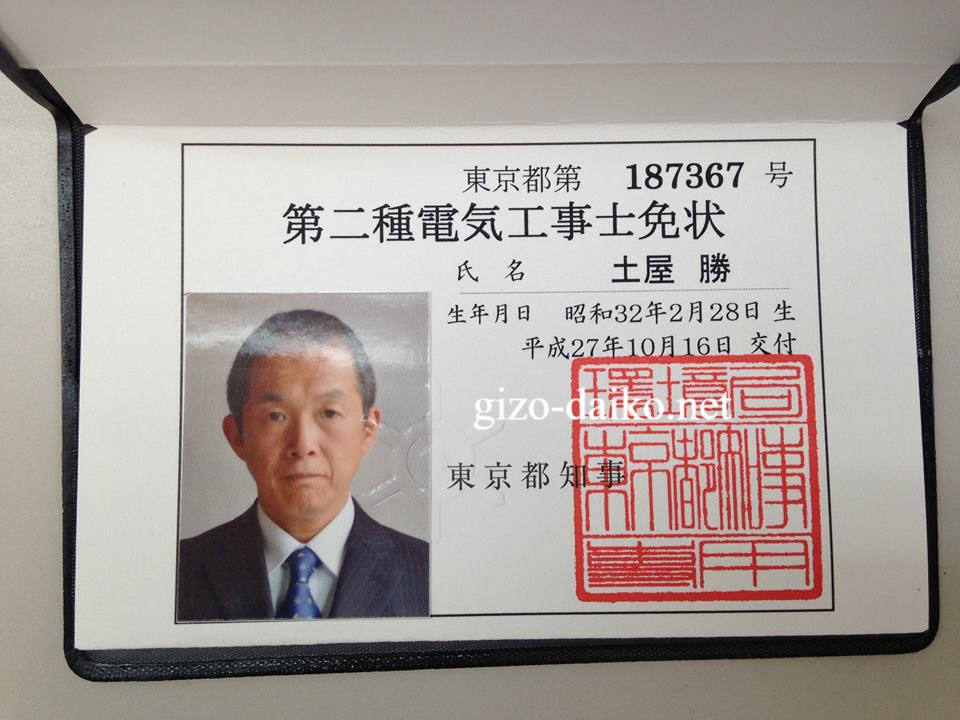 東京都第 187367 号
第二種電気工事士免状
氏 名 土屋 勝
生年月日 昭和32年2月28日 生
平成27年10月16日 交付
環境局
gizo-daiko.net
東京都知事